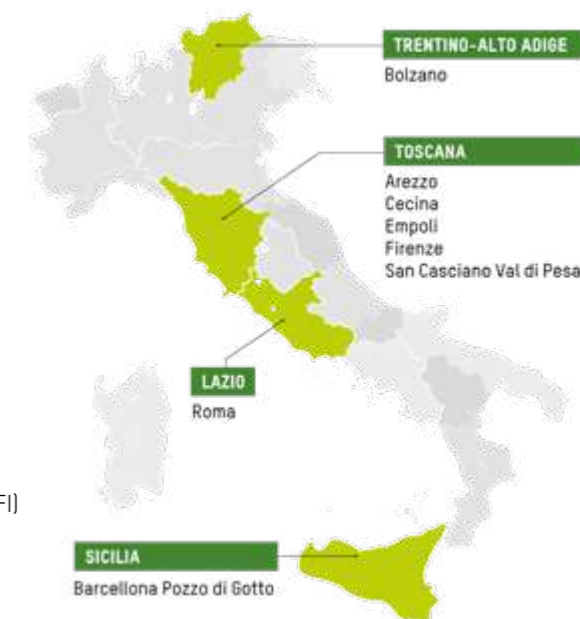 TRENTINO-ALTO ADIGE
Bolzano
TOSCANA
Arezzo
Cecina
Empoli
Firenze
San Casciano Val di Pesa
LAZIO
Roma
FI)
SICILIA
Barcellona Pozzo di Gotto